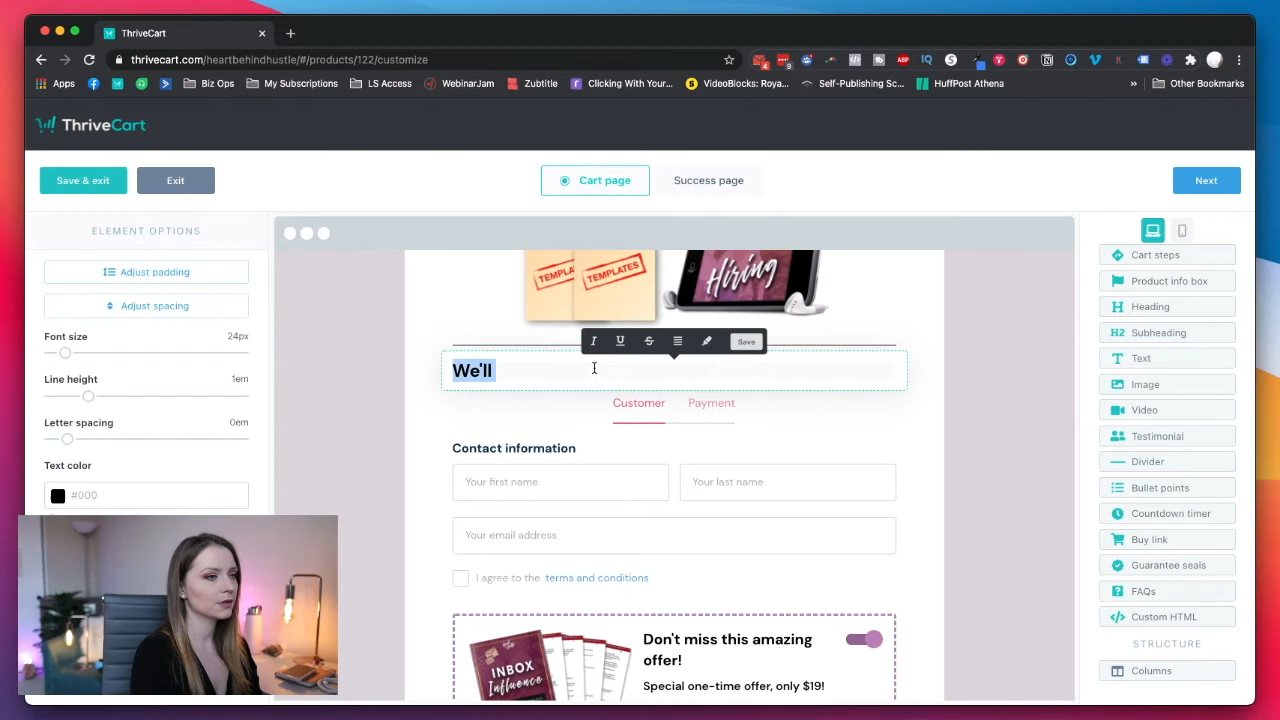 ThriveCart
thrivecart.com/heartbehindhustle/#/products/122/customize
4
9
ABP
IQ
S
T
K
Apps
Biz Ops
My Subscriptions
LS Access
WebinarJam
Zubtitle
Clicking With Your...
VideoBlocks: Roya...
Self-Publishing Sc...
HuffPost Athena
»
Other Bookmarks
ThriveCart
Save & exit
Exit
Cart page
Success page
Next
ELEMENT OPTIONS
Adjust padding
Adjust spacing
Font size 24px
Line height 1em
Letter spacing 0em
Text color
#000
TEMPLATES
Hiring
I U S Save
We'll
Customer Payment
Contact information
Your first name
Your last name
Your email address
I agree to the terms and conditions
INBOX
Influence
Don't miss this amazing
offer!
Special one-time offer, only $19!
Cart steps
Product info box
H Heading
H2 Subheading
T Text
Image
Video
Testimonial
Divider
Bullet points
Countdown timer
Buy link
Guarantee seals
? FAQs
</> Custom HTML
STRUCTURE
Columns